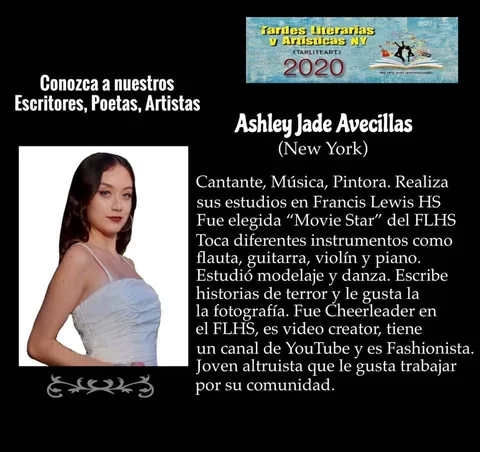 Tardes Literarias
y Artísticas NY
(TARLITEART)
2020
Conozca a nuestros
Escritores, Poetas, Artistas
Ashley Jade Avecillas
(New York)
Cantante, Música, Pintora. Realiza
sus estudios en Francis Lewis HS
Fue elegida “Movie Star” del FLHS
Toca diferentes instrumentos como
flauta, guitarra, violín y piano.
Estudió modelaje y danza. Escribe
historias de terror y le gusta la
la fotografía. Fue Cheerleader en
el FLHS, es video creator, tiene
un canal de YouTube y es Fashionista.
Joven altruista que le gusta trabajar
por su comunidad.